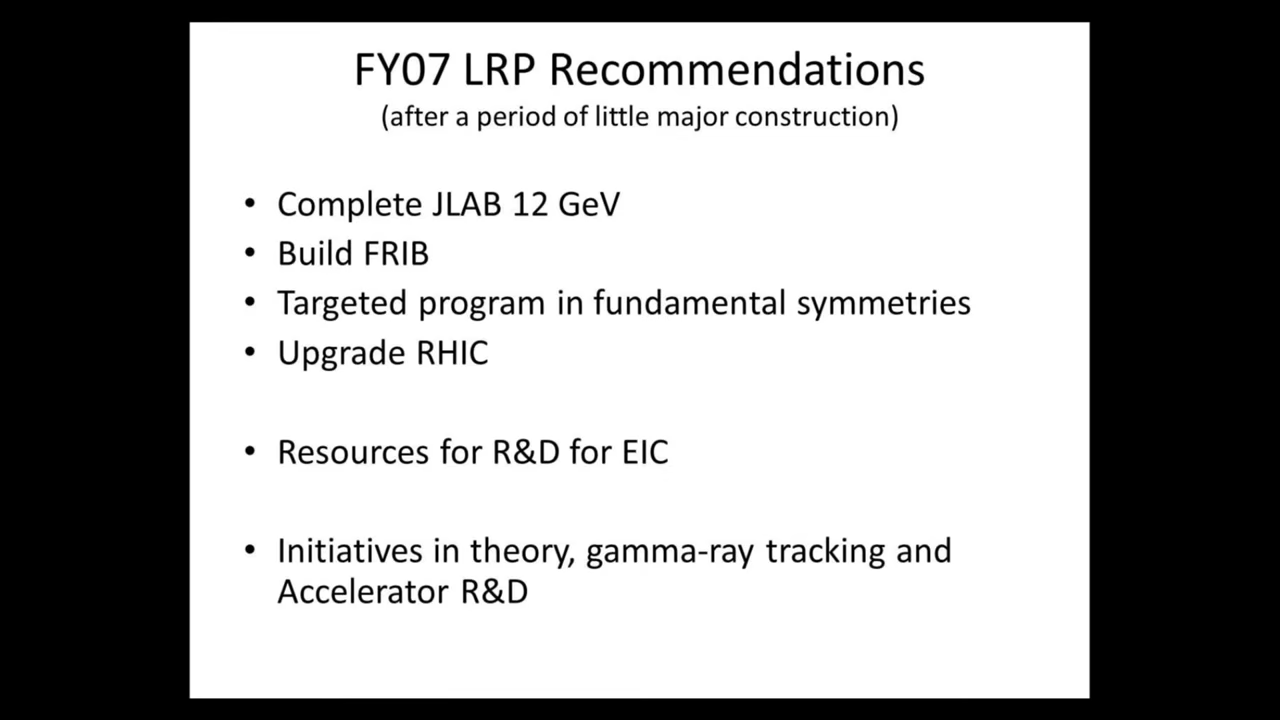 FY07 LRP Recommendations
(after a period of little major construction)
• Complete JLAB 12 GeV
• Build FRIB
• Targeted program in fundamental symmetries
• Upgrade RHIC
• Resources for R&D for EIC
• Initiatives in theory, gamma-ray tracking and
Accelerator R&D